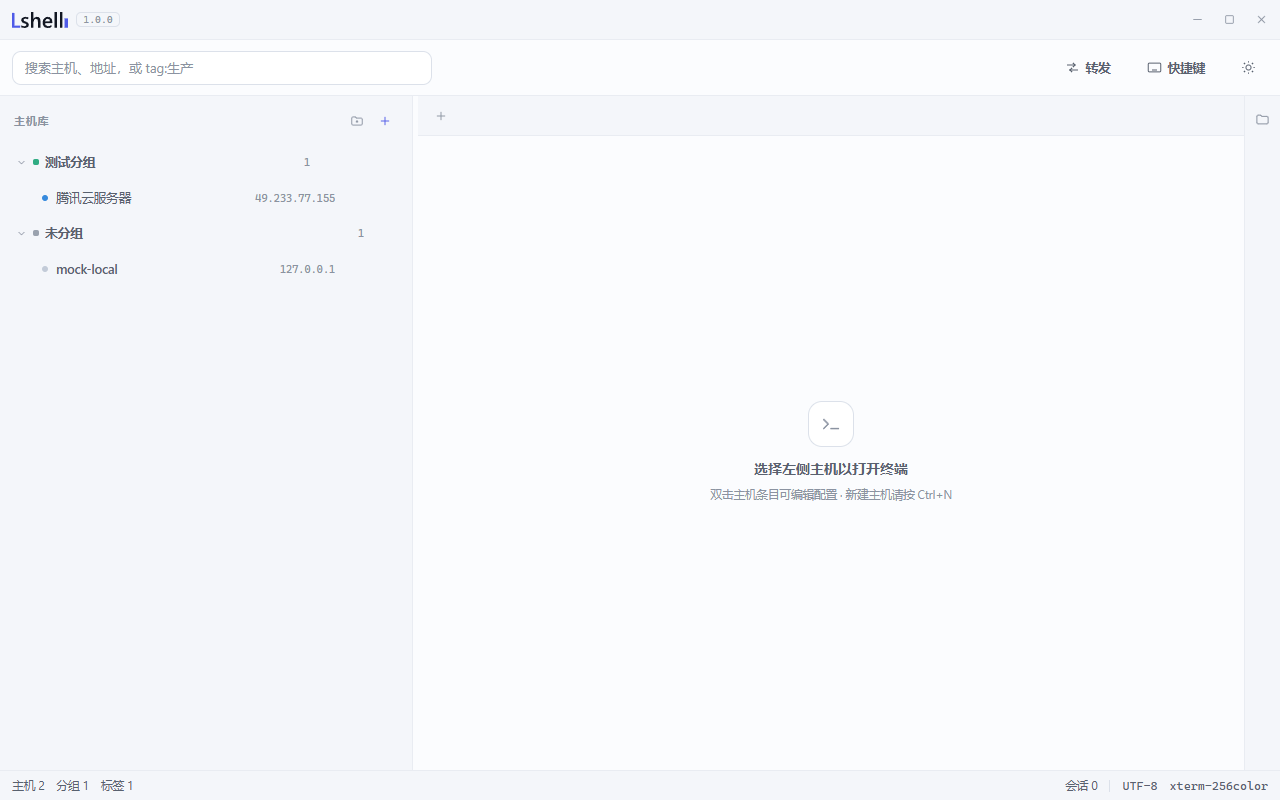 Lshell 1.0.0
搜索主机、地址，或 tag:生产
转发 快捷键
主机库
测试分组 1
腾讯云服务器 49.233.77.155
未分组 1
mock-local 127.0.0.1
选择左侧主机以打开终端
双击主机条目可编辑配置 · 新建主机请按 Ctrl+N
主机 2 分组 1 标签 1 会话 0 UTF-8 xterm-256color